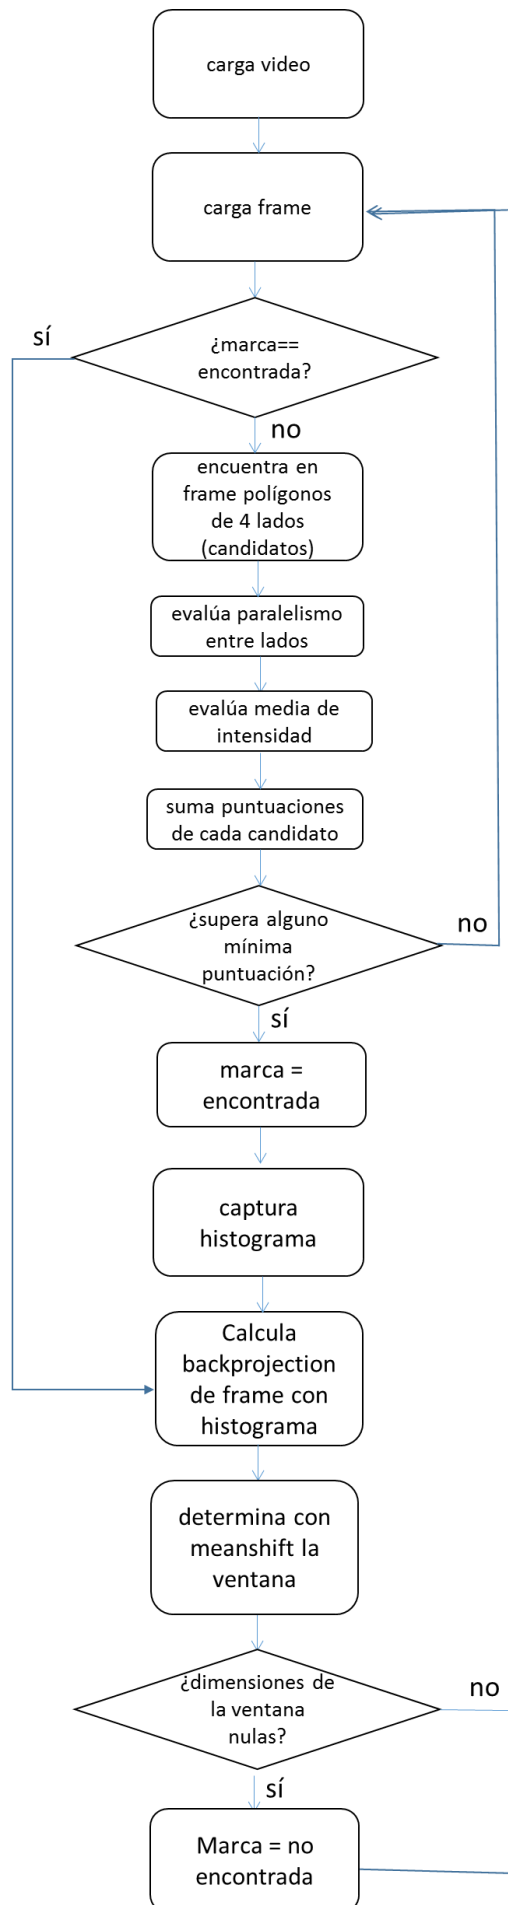 carga video
carga frame
sí
¿marca==
encontrada?
no
encuentra en
frame polígonos
de 4 lados
(candidatos)
evalúa paralelismo
entre lados
evalúa media de
intensidad
suma puntuaciones
de cada candidato
¿supera alguno
mínima
puntuación?
no
sí
marca =
encontrada
captura
histograma
Calcula
backprojection
de frame con
histograma
determina con
meanshift la
ventana
¿dimensiones de
la ventana
nulas?
no
sí
Marca = no
encontrada